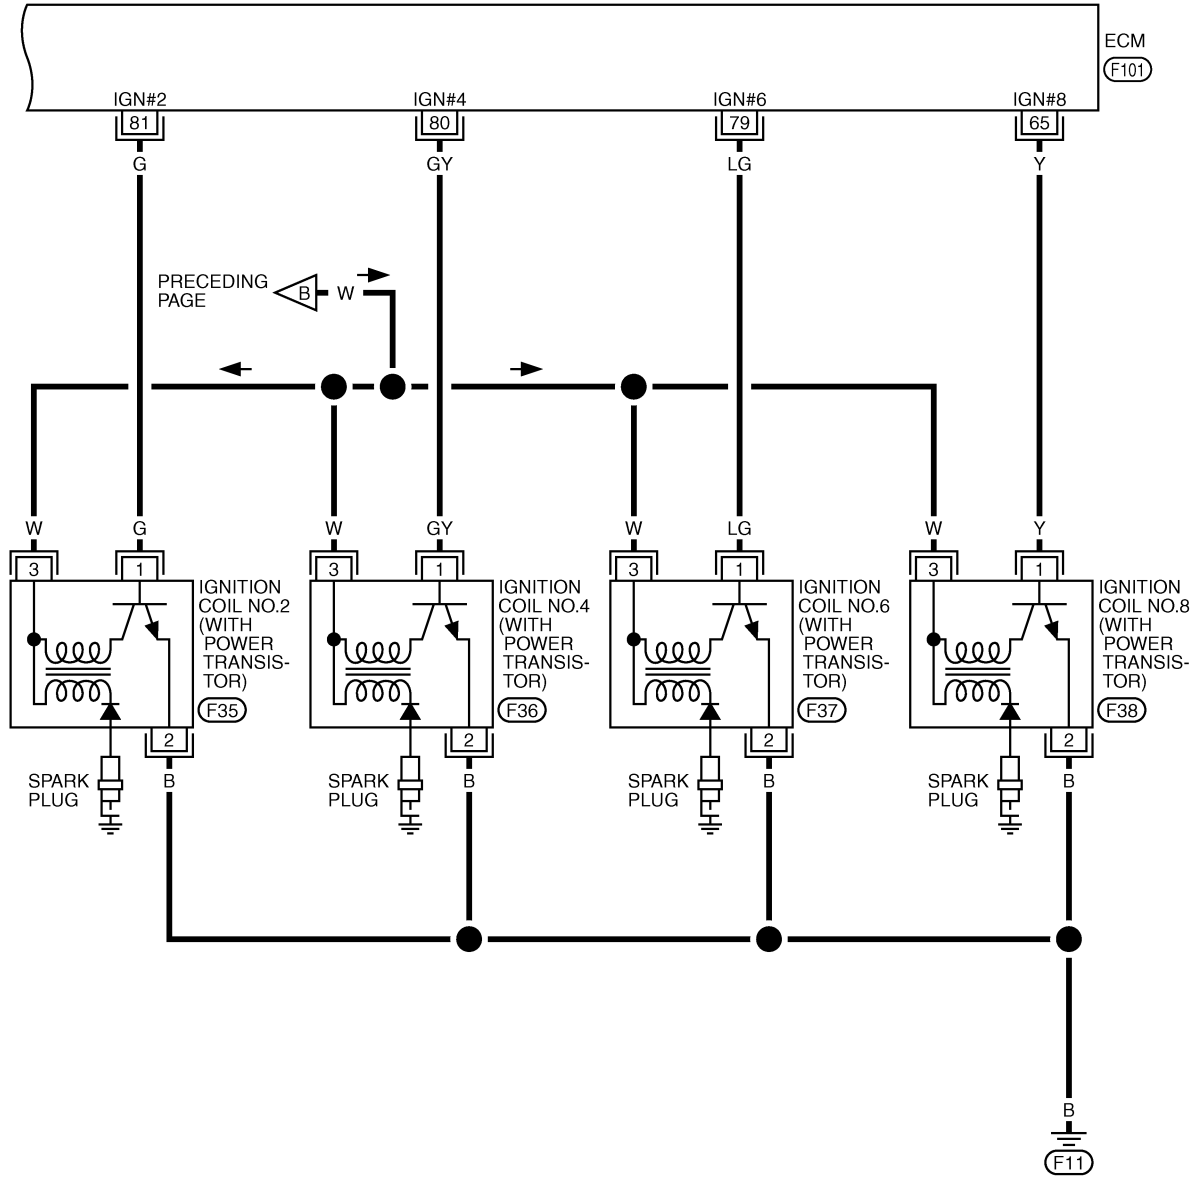 ECM
F101
IGN#2 IGN#4 IGN#6 IGN#8
81 80 79 65
G GY LG Y
PRECEDING
PAGE
B W
W G W GY W LG W Y
3 1 3 1 3 1 3 1
IGNITION
COIL NO.2
(WITH
POWER
TRANSIS-
TOR)
F35
IGNITION
COIL NO.4
(WITH
POWER
TRANSIS-
TOR)
F36
IGNITION
COIL NO.6
(WITH
POWER
TRANSIS-
TOR)
F37
IGNITION
COIL NO.8
(WITH
POWER
TRANSIS-
TOR)
F38
2 2 2 2
SPARK
PLUG
B
SPARK
PLUG
B
SPARK
PLUG
B
SPARK
PLUG
B
B
F11